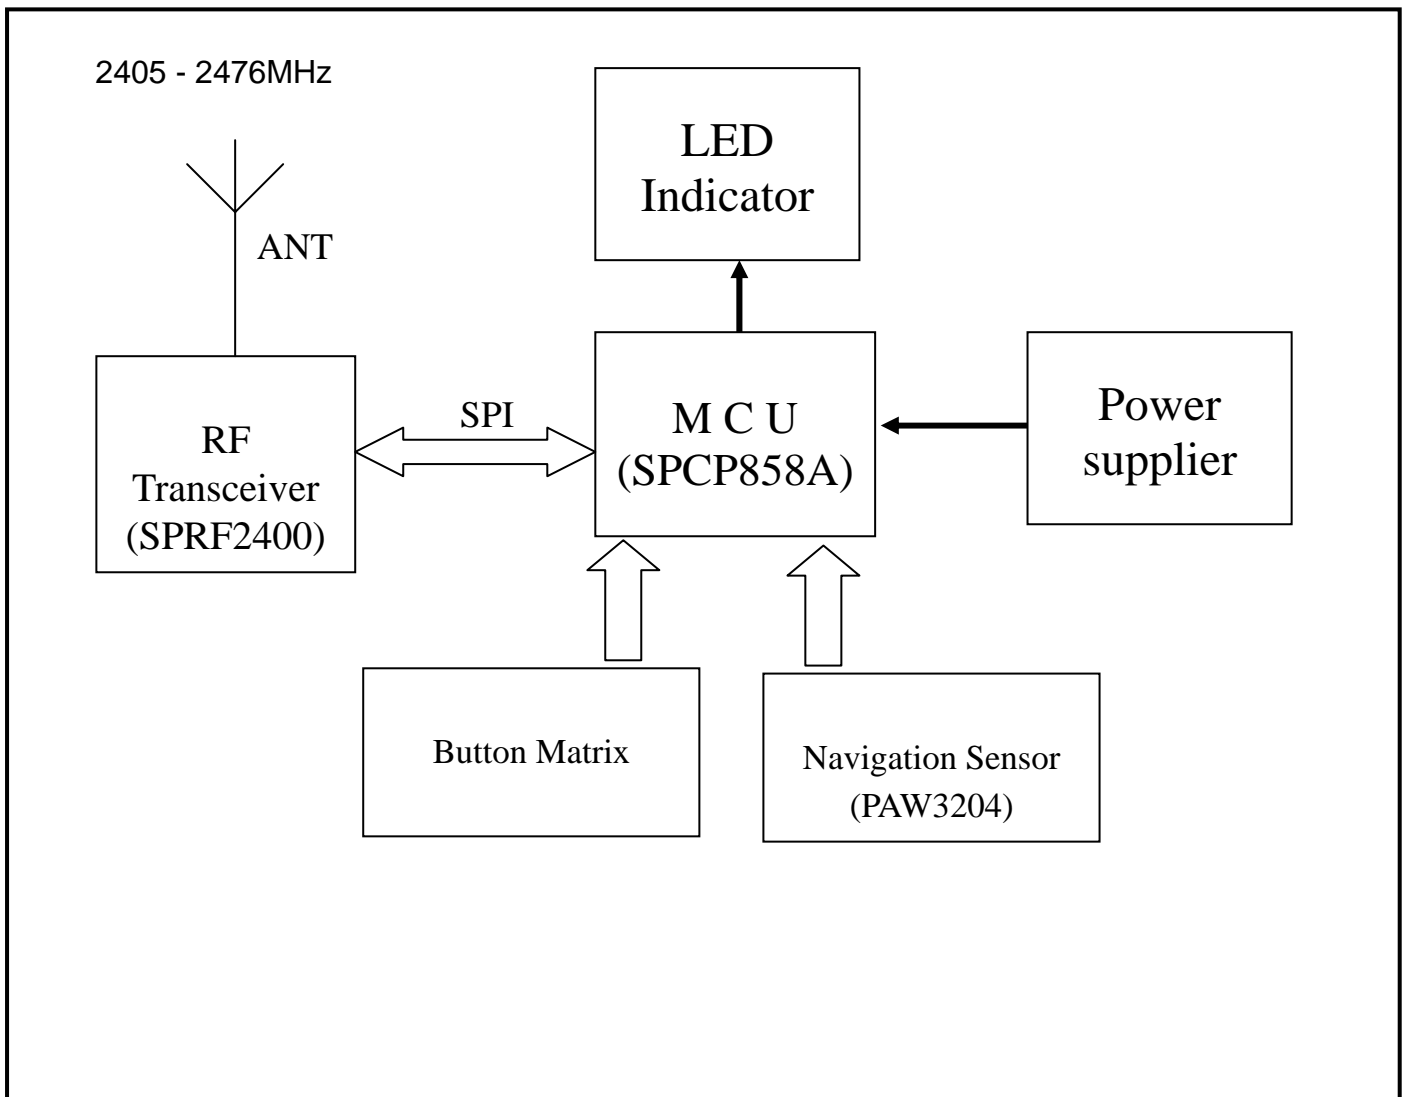 2405 - 2476MHz
ANT
LED
Indicator
RF
Transceiver
(SPRF2400)
SPI
M C U
(SPCP858A)
Power
supplier
Button Matrix
Navigation Sensor
(PAW3204)